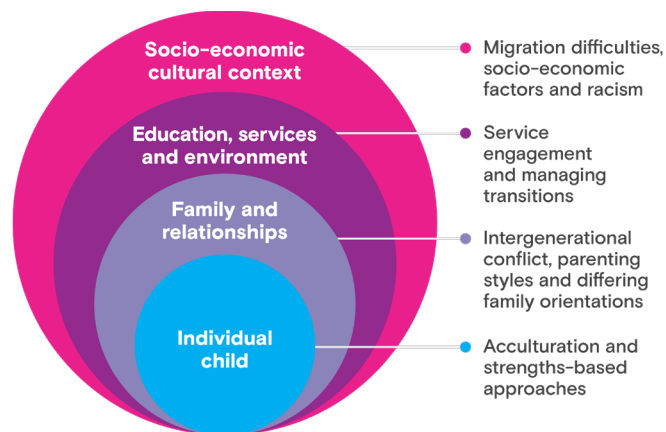 Socio-economic
cultural context
Migration difficulties,
socio-economic
factors and racism
Education, services
and environment
Service
engagement
and managing
transitions
Family and
relationships
Intergenerational
conflict, parenting
styles and differing
family orientations
Individual
child
Acculturation and
strengths-based
approaches